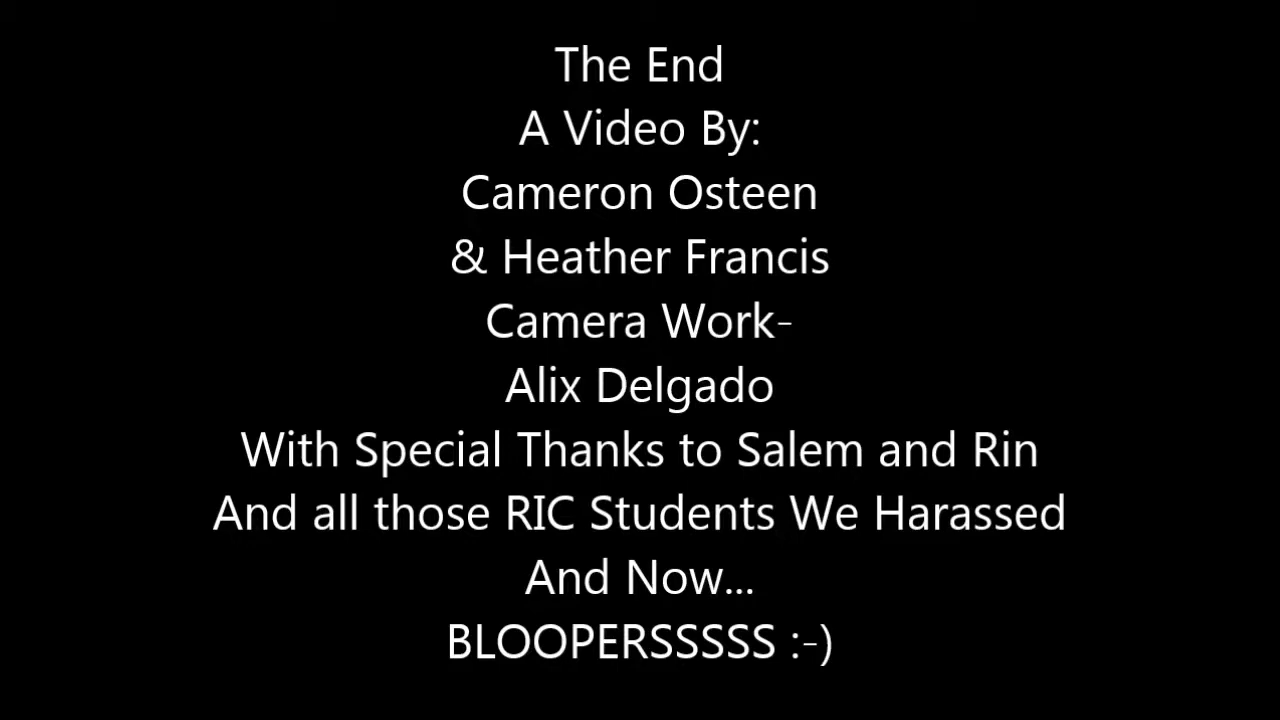 The End
A Video By:
Cameron Osteen
& Heather Francis
Camera Work-
Alix Delgado
With Special Thanks to Salem and Rin
And all those RIC Students We Harassed
And Now...
BLOOPERSSSSS :-)